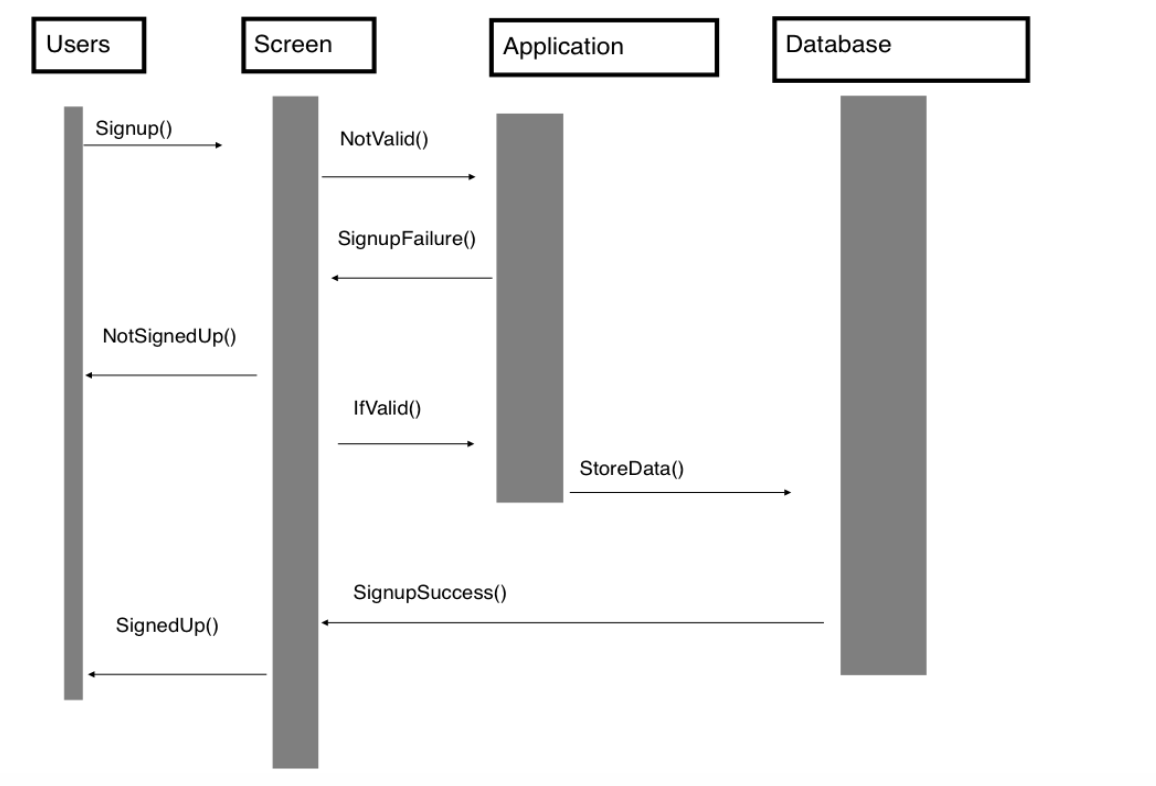 Users
Screen
Application
Database
Signup()
NotValid()
SignupFailure()
NotSignedUp()
IfValid()
StoreData()
SignupSuccess()
SignedUp()